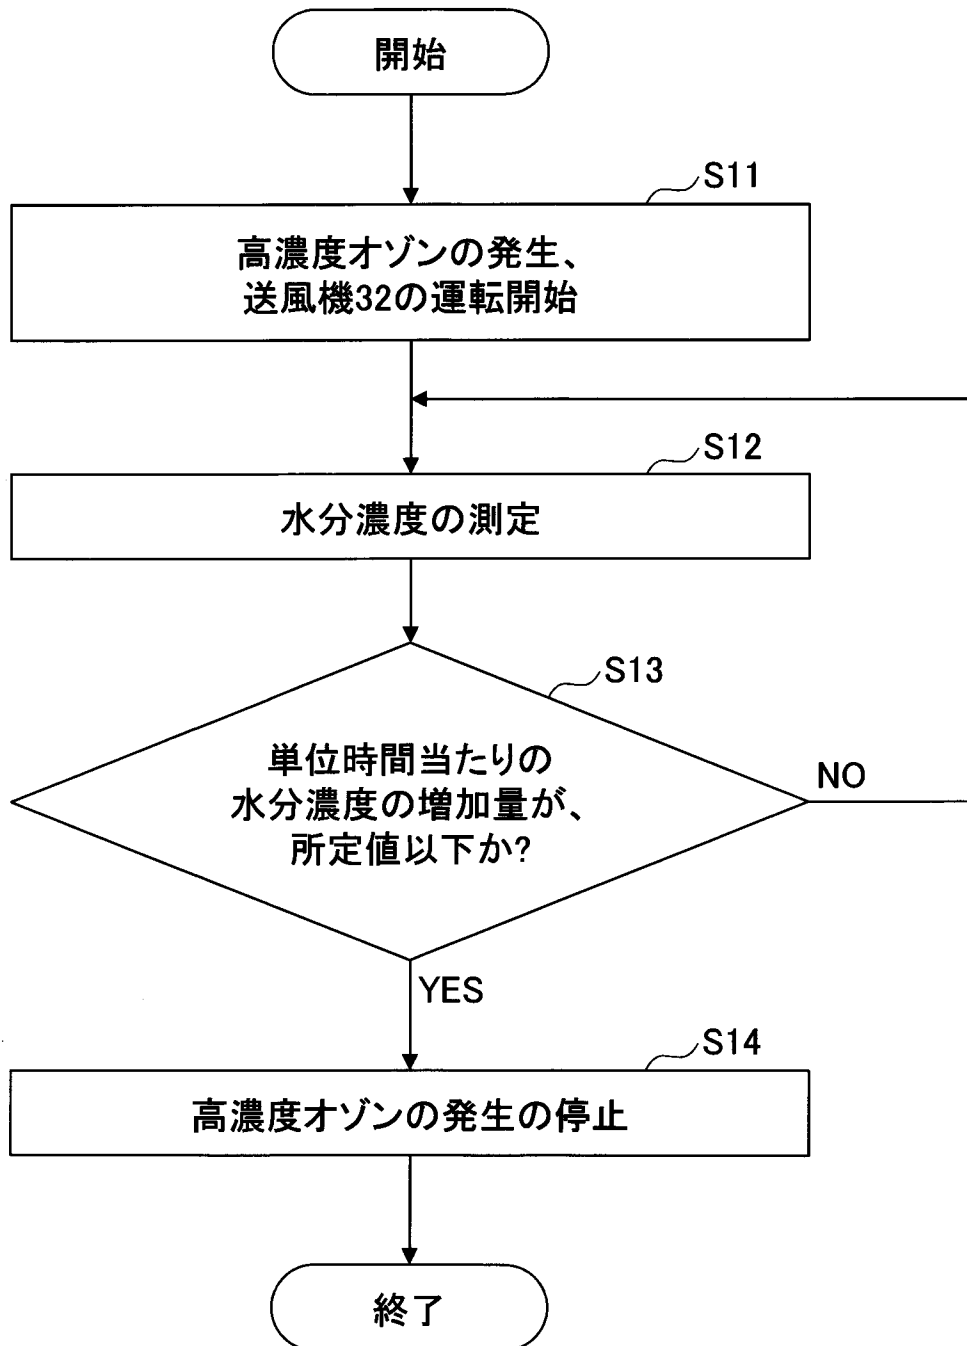 開始
S11
高濃度オゾンの発生、
送風機32の運転開始
S12
水分濃度の測定
S13
単位時間当たりの
水分濃度の増加量が、
所定値以下か?
NO
YES
S14
高濃度オゾンの発生の停止
終了